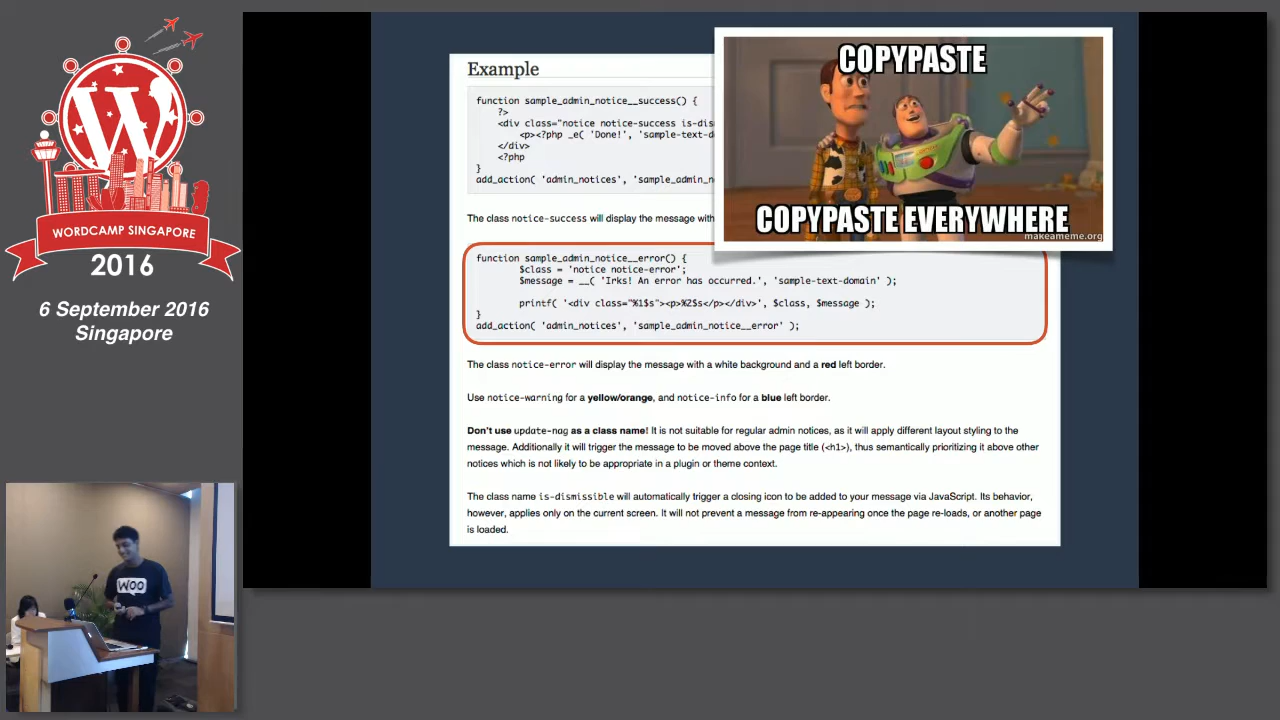 W
WORDCAMP SINGAPORE
2016
6 September 2016
Singapore
WOO
Example
function sample_admin_notice__success() {
?>
<div class="notice notice-success is-dis
<p><?php _e( 'Done!', 'sample-text-d
</div>
<?php
}
add_action( 'admin_notices', 'sample_admin_n
The class notice-success will display the message with
COPYPASTE
COPYPASTE EVERYWHERE
makeameme.org
function sample_admin_notice__error() {
$class = 'notice notice-error';
$message = __( 'Irks! An error has occurred.', 'sample-text-domain' );
printf( '<div class="%1$s"><p>%2$s</p></div>', $class, $message );
}
add_action( 'admin_notices', 'sample_admin_notice__error' );
The class notice-error will display the message with a white background and a red left border.
Use notice-warning for a yellow/orange, and notice-info for a blue left border.
Don't use update-nag as a class name! It is not suitable for regular admin notices, as it will apply different layout styling to the
message. Additionally it will trigger the message to be moved above the page title (<h1>), thus semantically prioritizing it above other
notices which is not likely to be appropriate in a plugin or theme context.
The class name is-dismissible will automatically trigger a closing icon to be added to your message via JavaScript. Its behavior,
however, applies only on the current screen. It will not prevent a message from re-appearing once the page re-loads, or another page
is loaded.